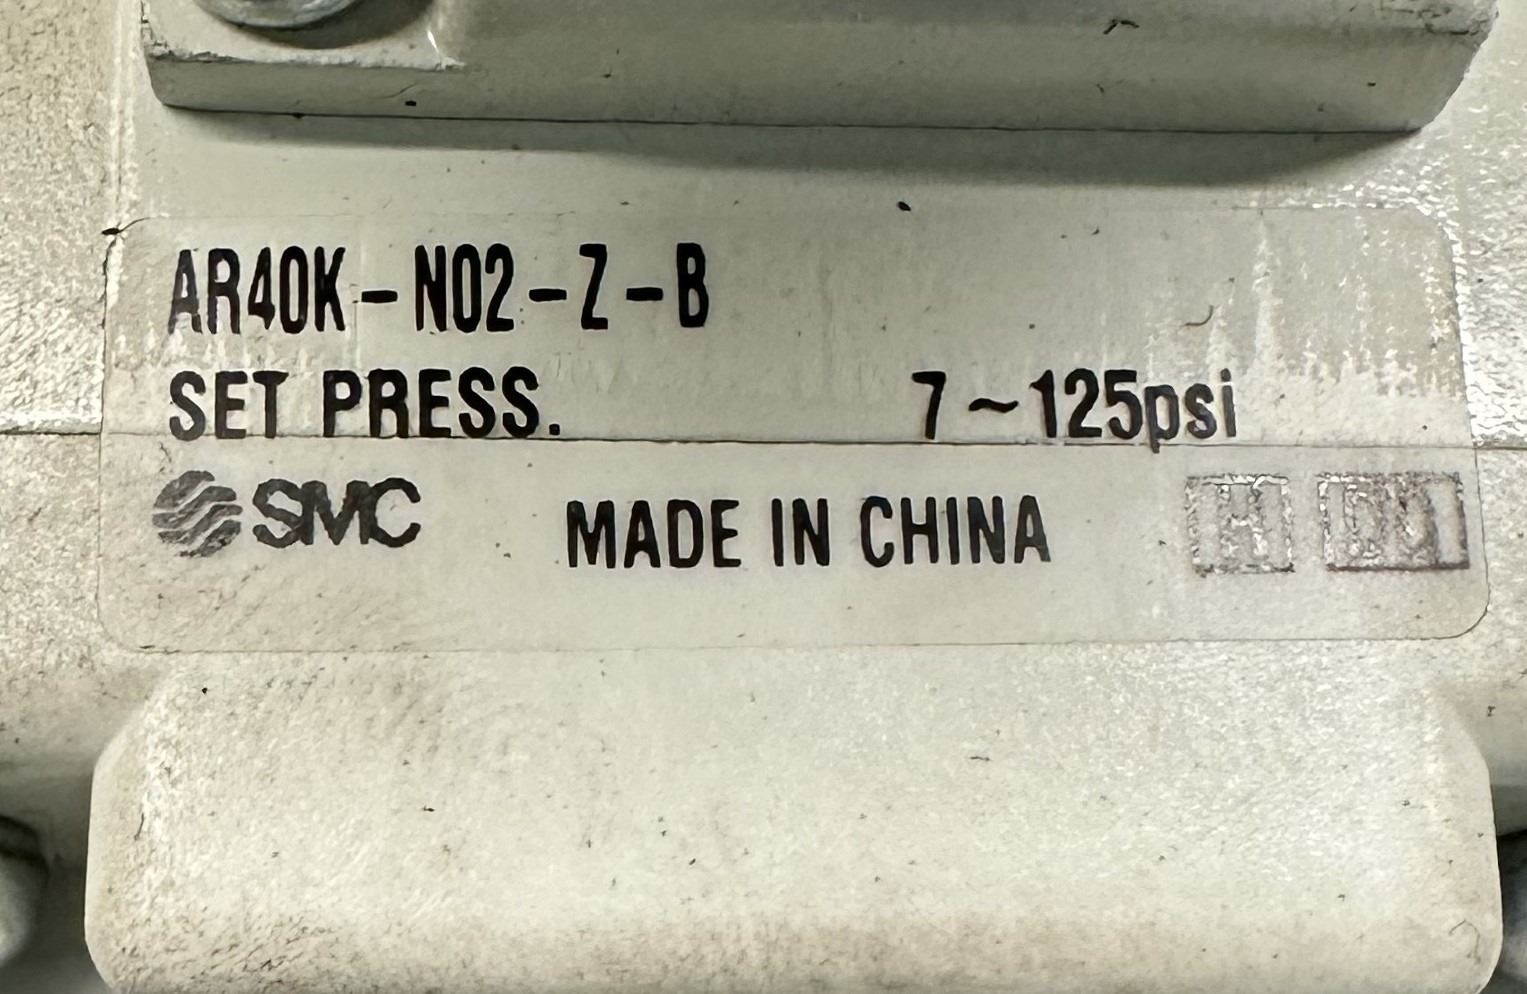 AR40K-N02-Z-B
SET PRESS. 7~125psi
SMC MADE IN CHINA